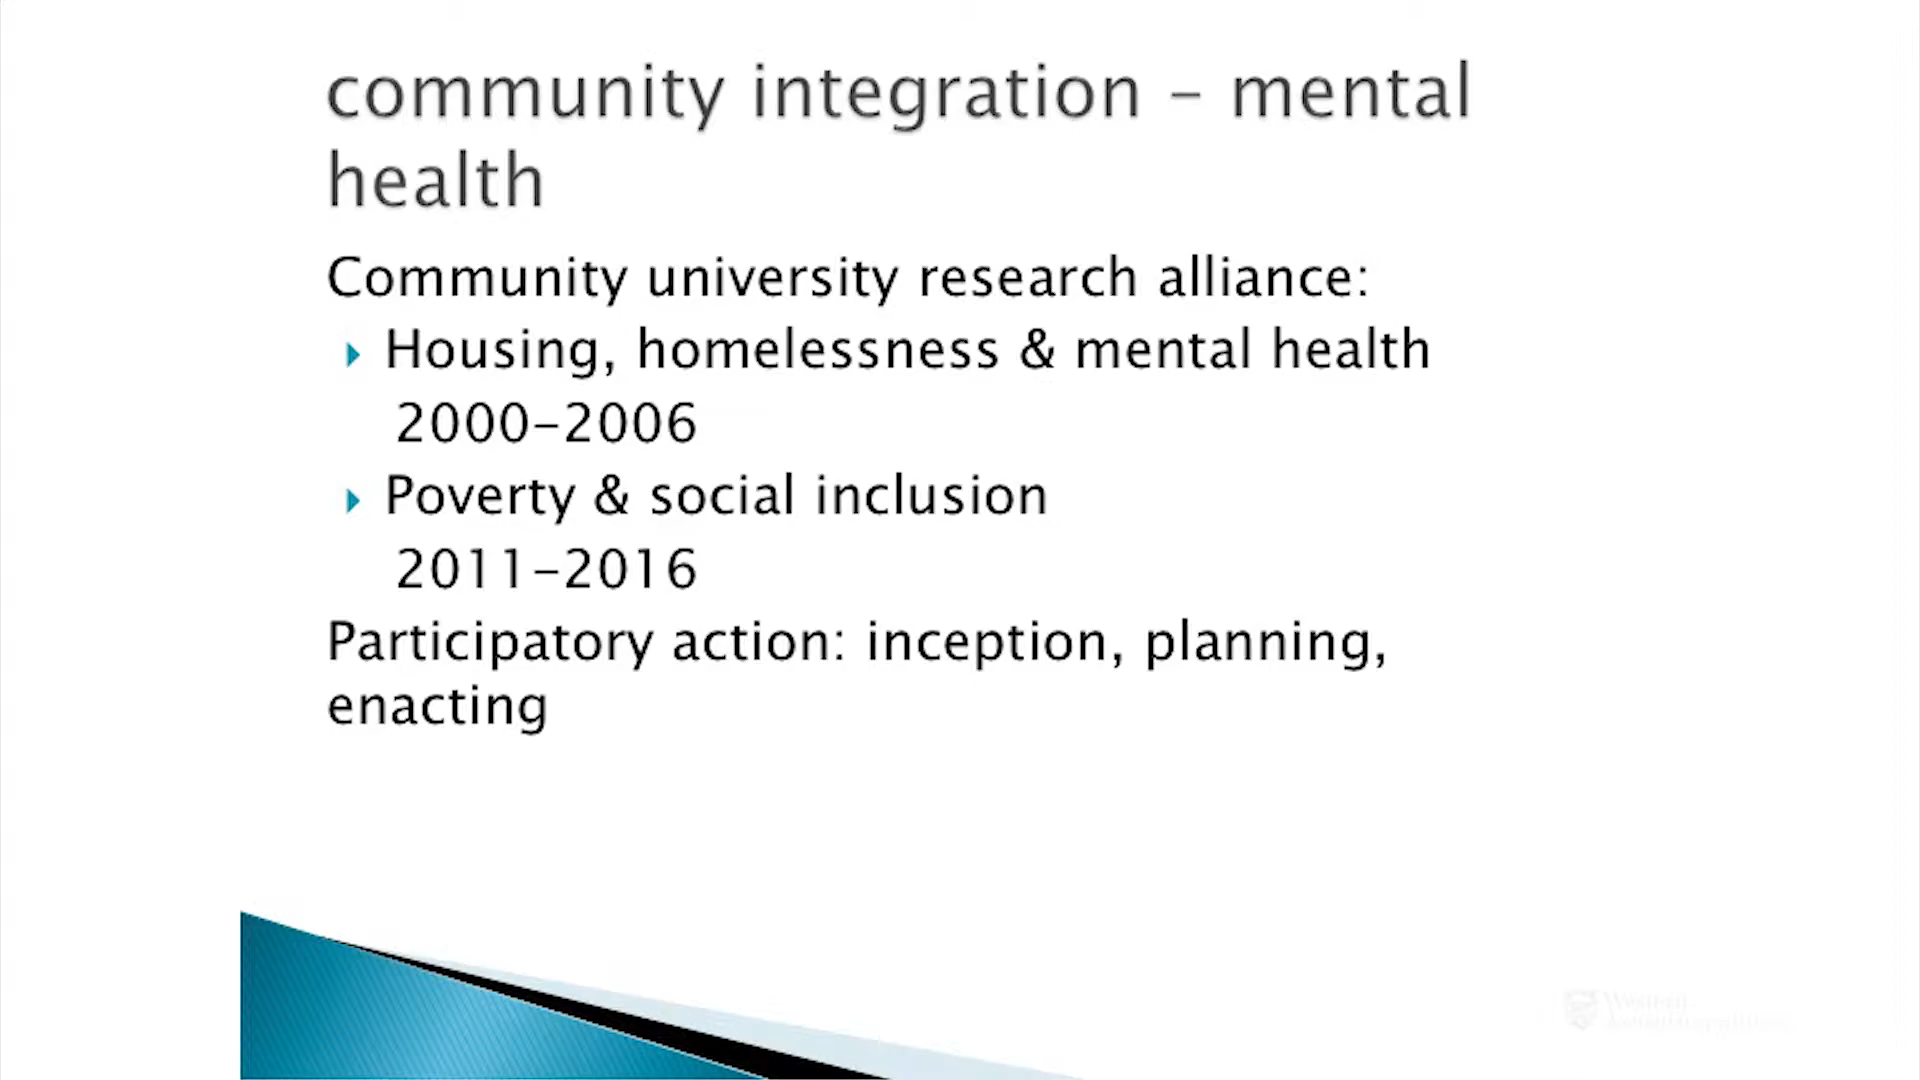 community integration – mental
health
Community university research alliance:
Housing, homelessness & mental health
2000–2006
Poverty & social inclusion
2011–2016
Participatory action: inception, planning,
enacting